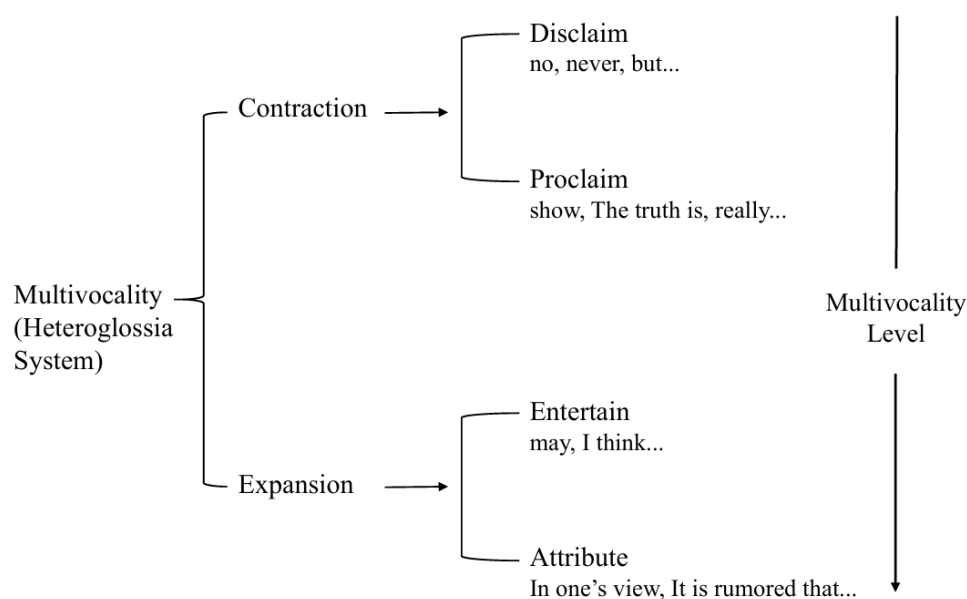 Disclaim
no, never, but...
Contraction
Proclaim
show, The truth is, really...
Multivocality
(Heteroglossia
System)
Multivocality
Level
Entertain
may, I think...
Expansion
Attribute
In one’s view, It is rumored that...